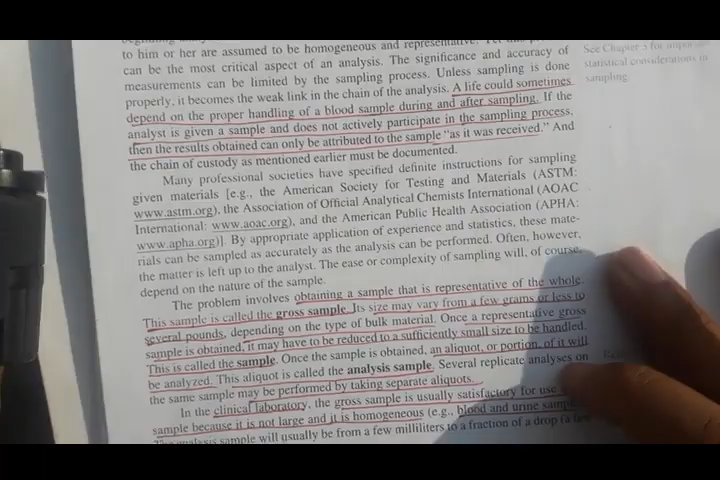 to him or her are assumed to be homogeneous and representative.
can be the most critical aspect of an analysis. The significance and accuracy of
measurements can be limited by the sampling process. Unless sampling is done
properly, it becomes the weak link in the chain of the analysis. A life could sometimes
depend on the proper handling of a blood sample during and after sampling. If the
analyst is given a sample and does not actively participate in the sampling process,
then the results obtained can only be attributed to the sample "as it was received." And
the chain of custody as mentioned earlier must be documented.
Many professional societies have specified definite instructions for sampling
given materials [e.g., the American Society for Testing and Materials (ASTM:
www.astm.org), the Association of Official Analytical Chemists International (AOAC
International: www.aoac.org), and the American Public Health Association (APHA:
www.apha.org)]. By appropriate application of experience and statistics, these mate-
rials can be sampled as accurately as the analysis can be performed. Often, however,
the matter is left up to the analyst. The ease or complexity of sampling will, of course,
depend on the nature of the sample.
The problem involves obtaining a sample that is representative of the whole.
This sample is called the gross sample. Its size may vary from a few grams or less to
several pounds, depending on the type of bulk material. Once a representative gross
sample is obtained, it may have to be reduced to a sufficiently small size to be handled.
This is called the sample. Once the sample is obtained, an aliquot, or portion, of it will
be analyzed. This aliquot is called the analysis sample. Several replicate analyses on
the same sample may be performed by taking separate aliquots.
In the clinical laboratory, the gross sample is usually satisfactory for use
sample because it is not large and it is homogeneous (e.g., blood and urine
sample will usually be from a few milliliters to a fraction of a drop (a few
See Chapter 3 for important
statistical considerations in
sampling.